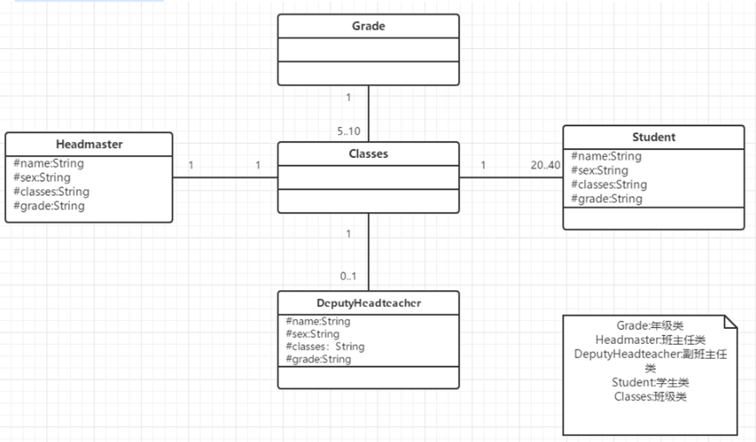 Grade
1
5..10
Headmaster
#name:String
#sex:String
#classes:String
#grade:String
1
1
Classes
1
20..40
Student
#name:String
#sex:String
#classes:String
#grade:String
1
0..1
DeputyHeadteacher
#name:String
#sex:String
#classes：String
#grade:String
Grade:年级类
Headmaster:班主任类
DeputyHeadteacher:副班主任
类
Student:学生类
Classes:班级类